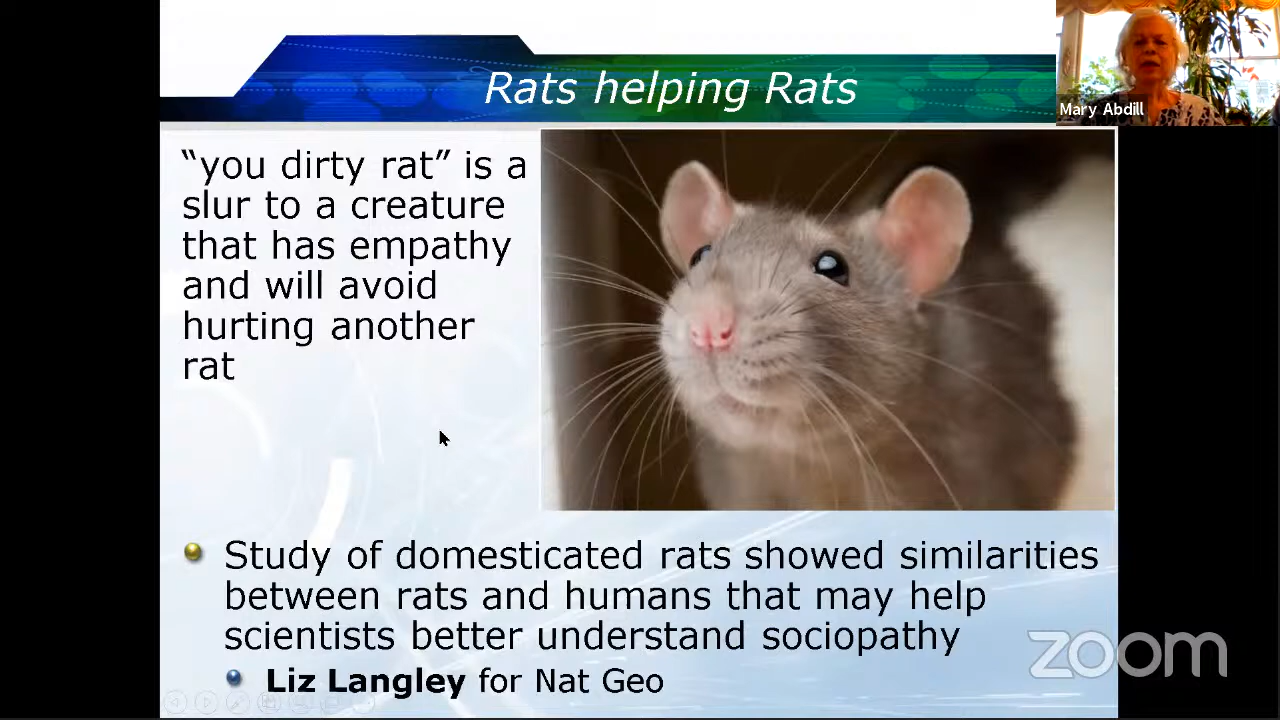 Rats helping Rats
Mary Abdill
“you dirty rat” is a
slur to a creature
that has empathy
and will avoid
hurting another
rat
Study of domesticated rats showed similarities
between rats and humans that may help
scientists better understand sociopathy
Liz Langley for Nat Geo
zoom